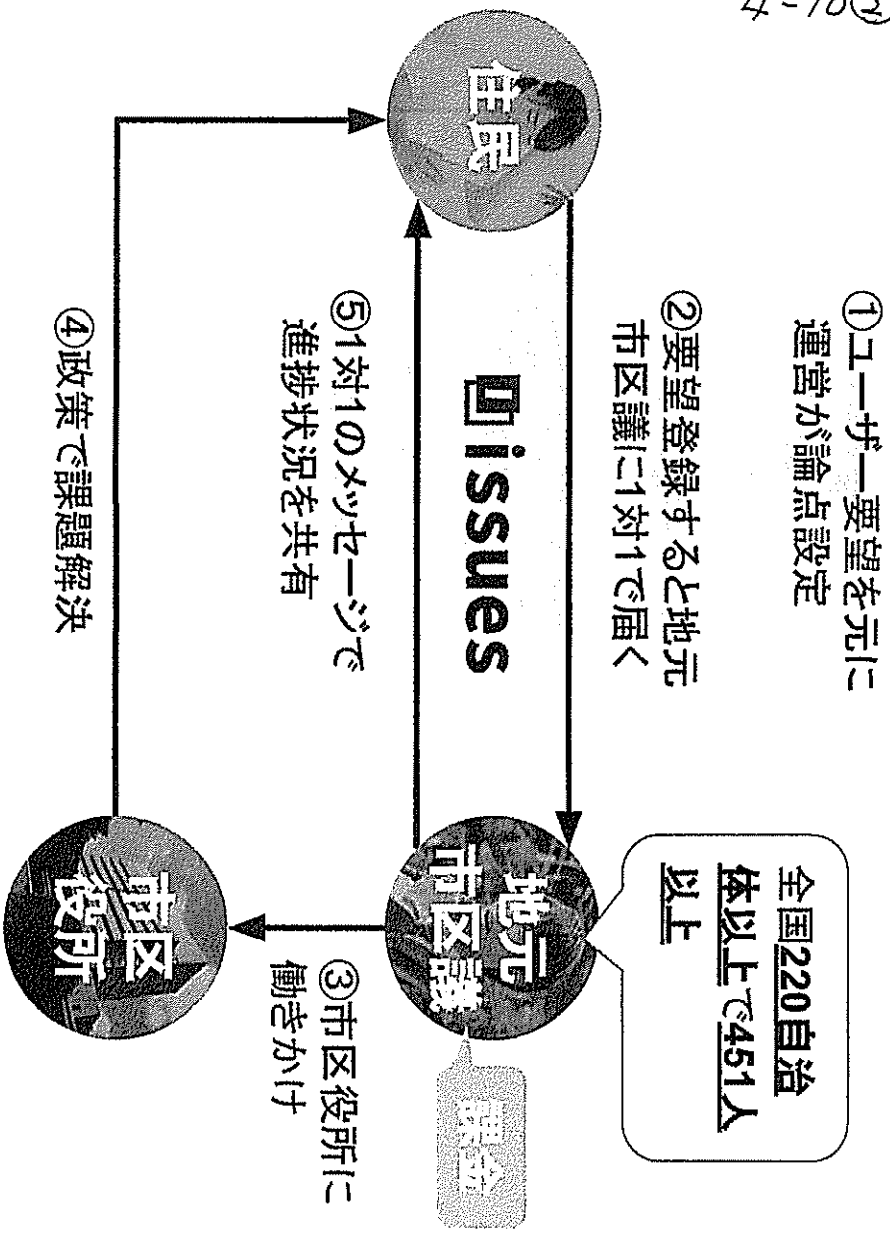 4-10②
①ユーザー要望を元に
運営が論点設定
②要望登録すると地元
市区議に1対1で届く
全国220自治
体以上で451人
以上
住民
issues
地元
市区議
課金
⑤1対1のメッセージで
進捗状況を共有
③市区役所に
働きかけ
④政策で課題解決
市区
役所